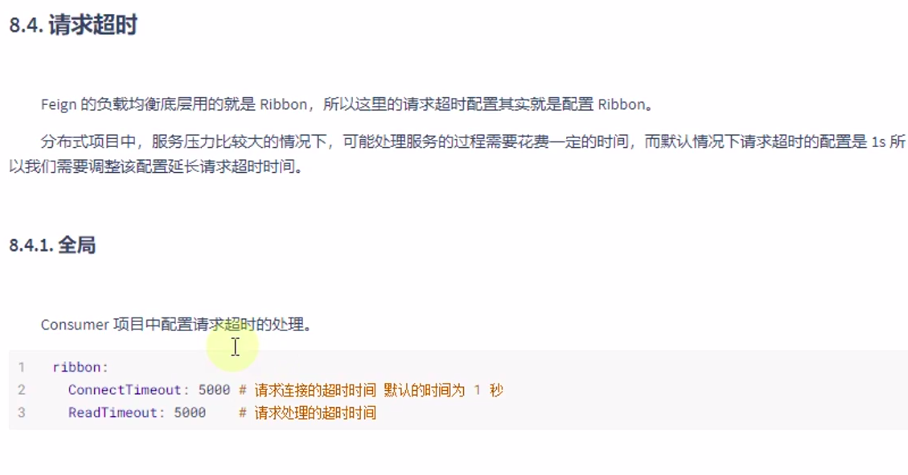 8.4. 请求超时
Feign 的负载均衡底层用的就是 Ribbon，所以这里的请求超时配置其实就是配置 Ribbon。
分布式项目中，服务压力比较大的情况下，可能处理服务的过程需要花费一定的时间，而默认情况下请求超时的配置是 1s 所
以我们需要调整该配置延长请求超时时间。
8.4.1. 全局
Consumer 项目中配置请求超时的处理。
1 ribbon:
2 ConnectTimeout: 5000 # 请求连接的超时时间 默认的时间为 1 秒
3 ReadTimeout: 5000 # 请求处理的超时时间